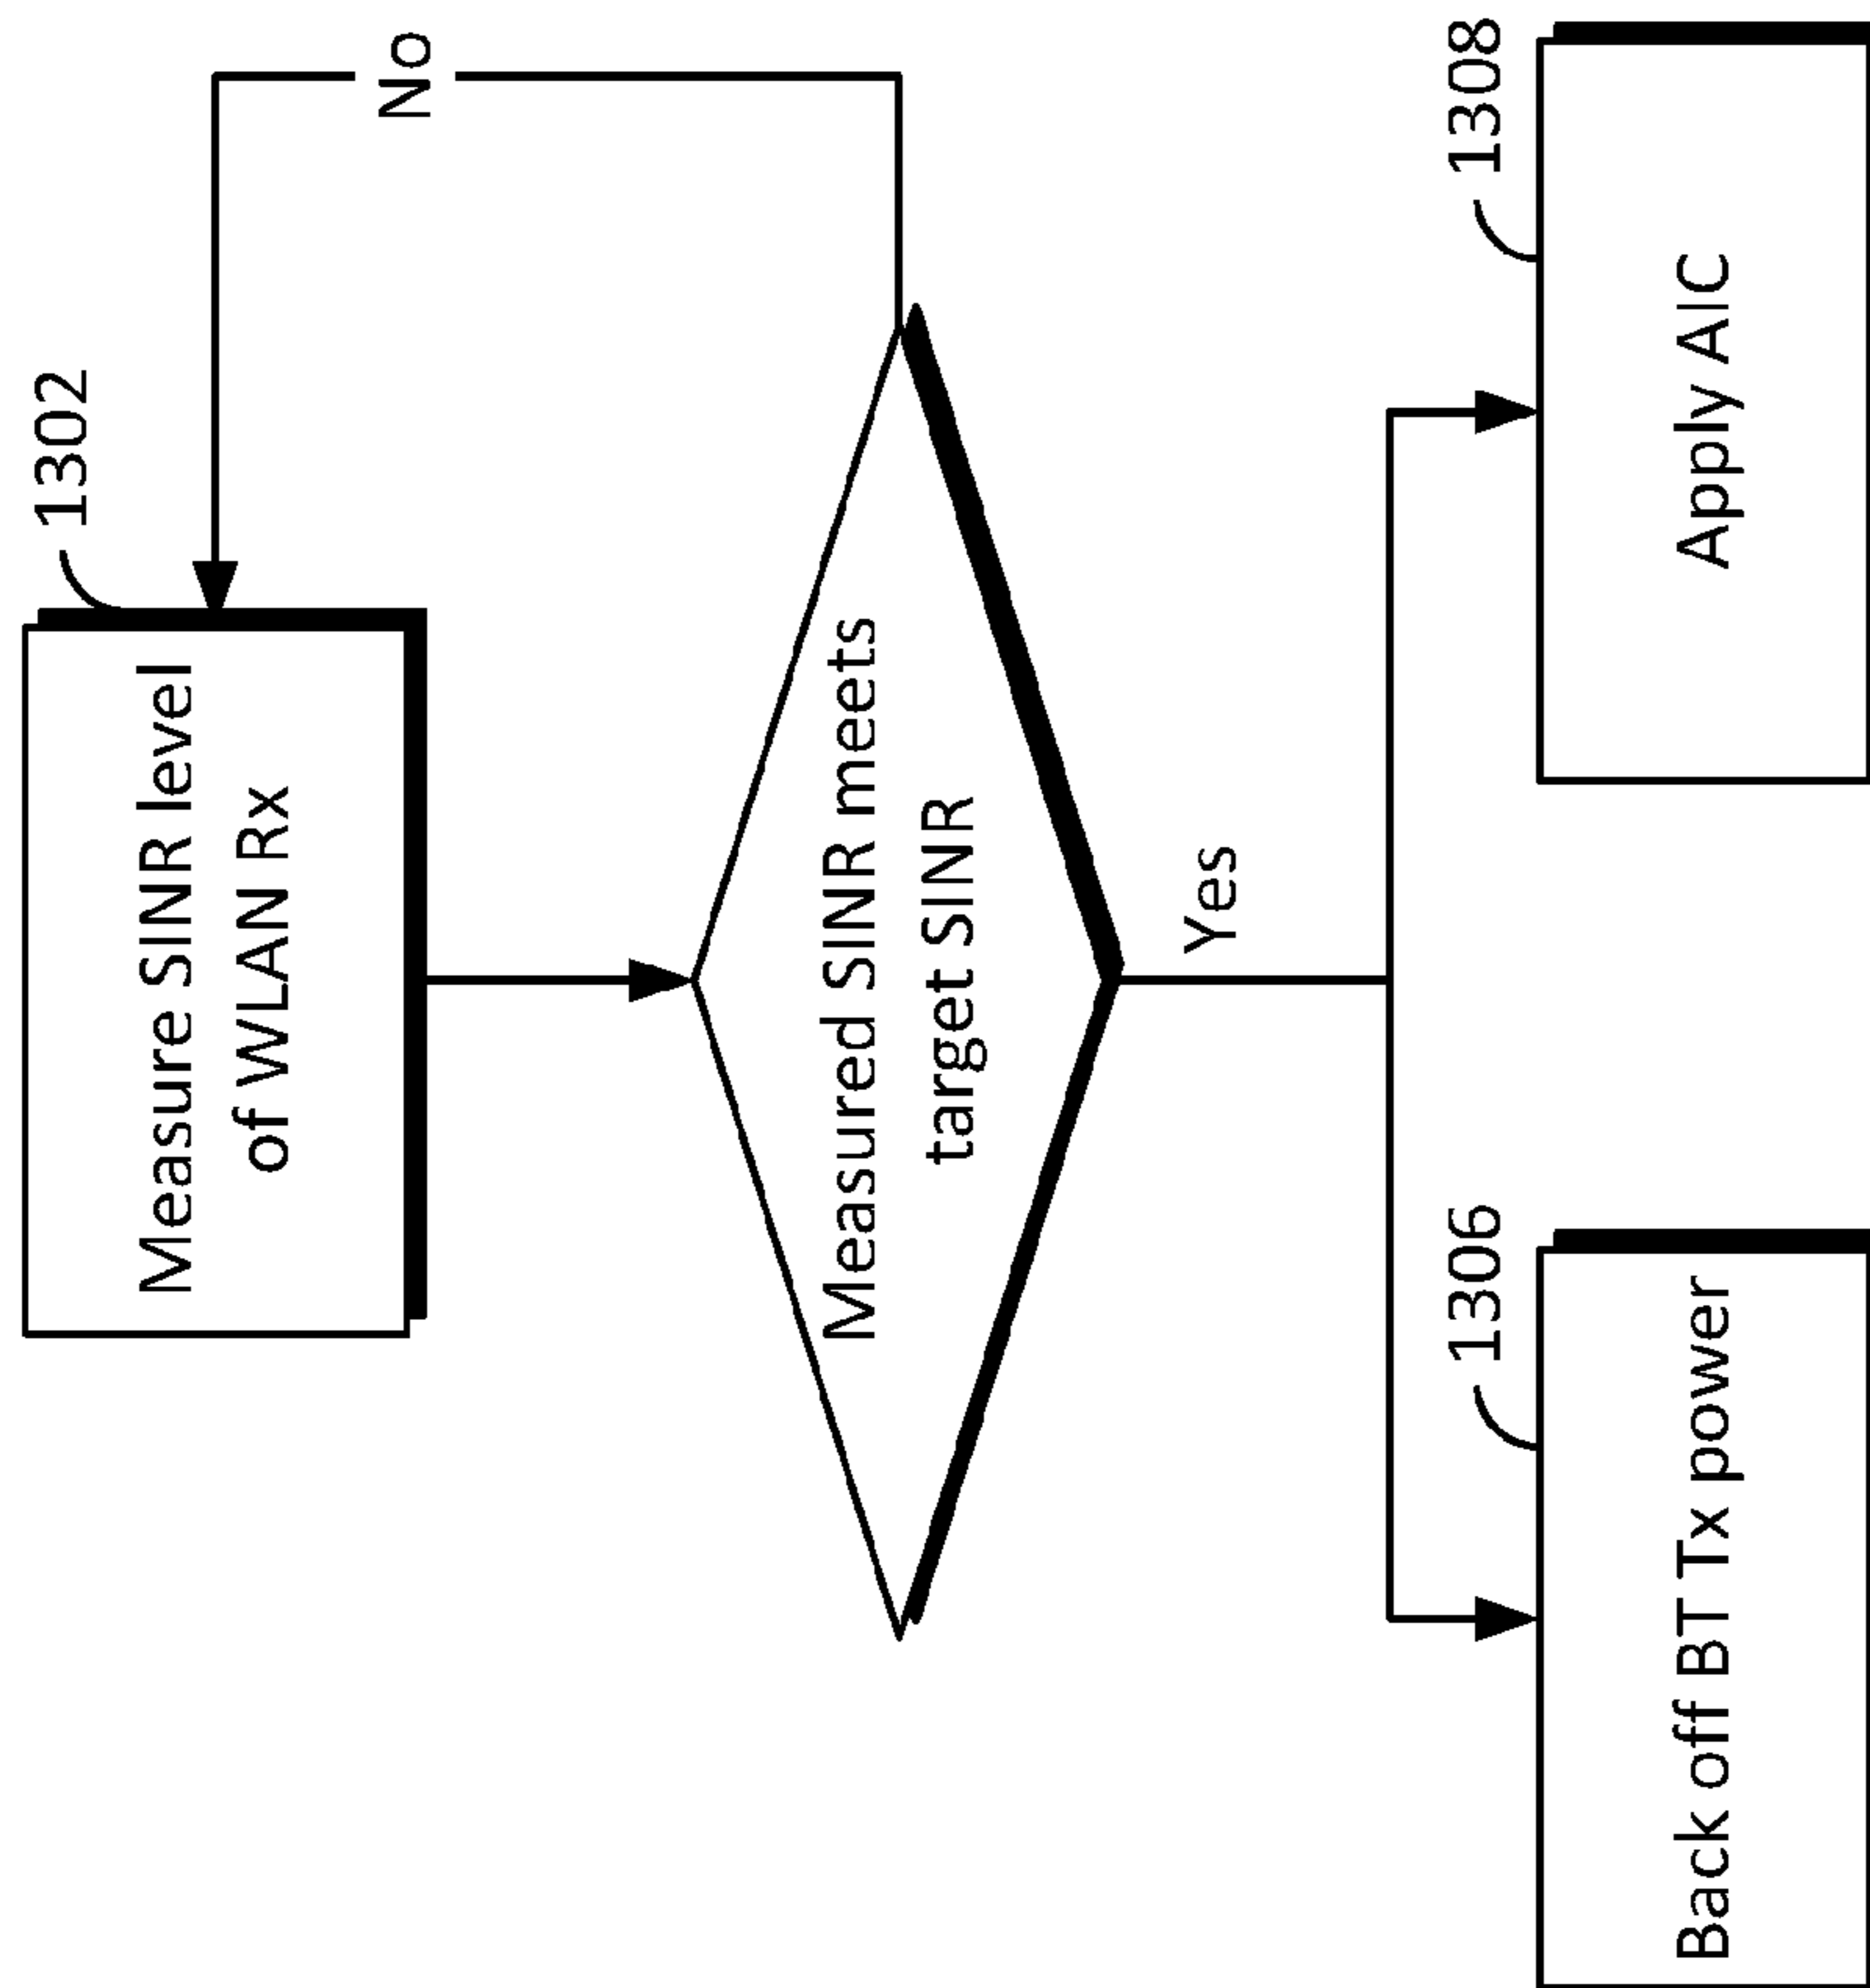 1302
Measure SINR level
of WLAN Rx
No
Measured SINR meets
target SINR
Yes
1306
Back off BT Tx power
1308
Apply AIC